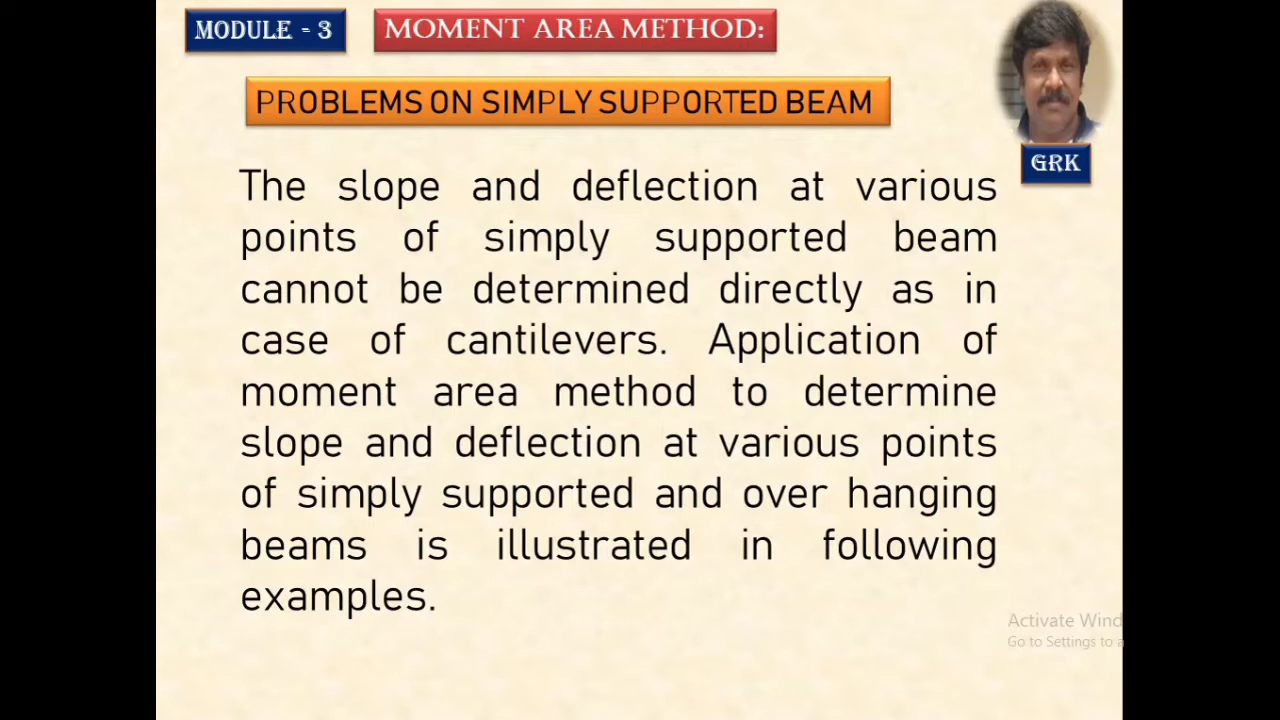 MODULE - 3
MOMENT AREA METHOD:
PROBLEMS ON SIMPLY SUPPORTED BEAM
GRK
The slope and deflection at various
points of simply supported beam
cannot be determined directly as in
case of cantilevers. Application of
moment area method to determine
slope and deflection at various points
of simply supported and over hanging
beams is illustrated in following
examples.
Activate Wind
Go to Settings to a